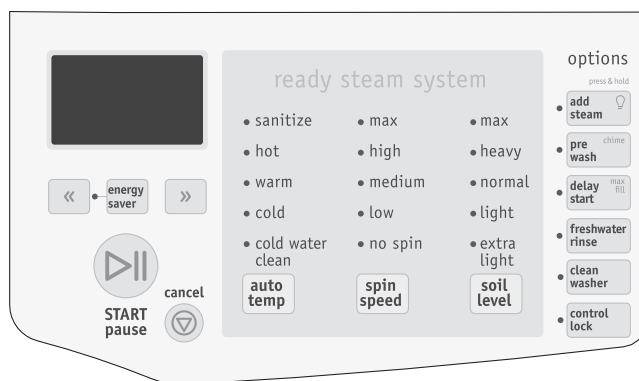 ready steam system
• sanitize
• hot
• warm
• cold
• cold water
clean
auto
temp
• max
• high
• medium
• low
• no spin
spin
speed
• max
• heavy
• normal
• light
• extra
light
soil
level
«
energy
saver
»
START
pause
cancel
options
press & hold
add
steam
pre
wash
chime
delay
start
max
fill
freshwater
rinse
clean
washer
control
lock